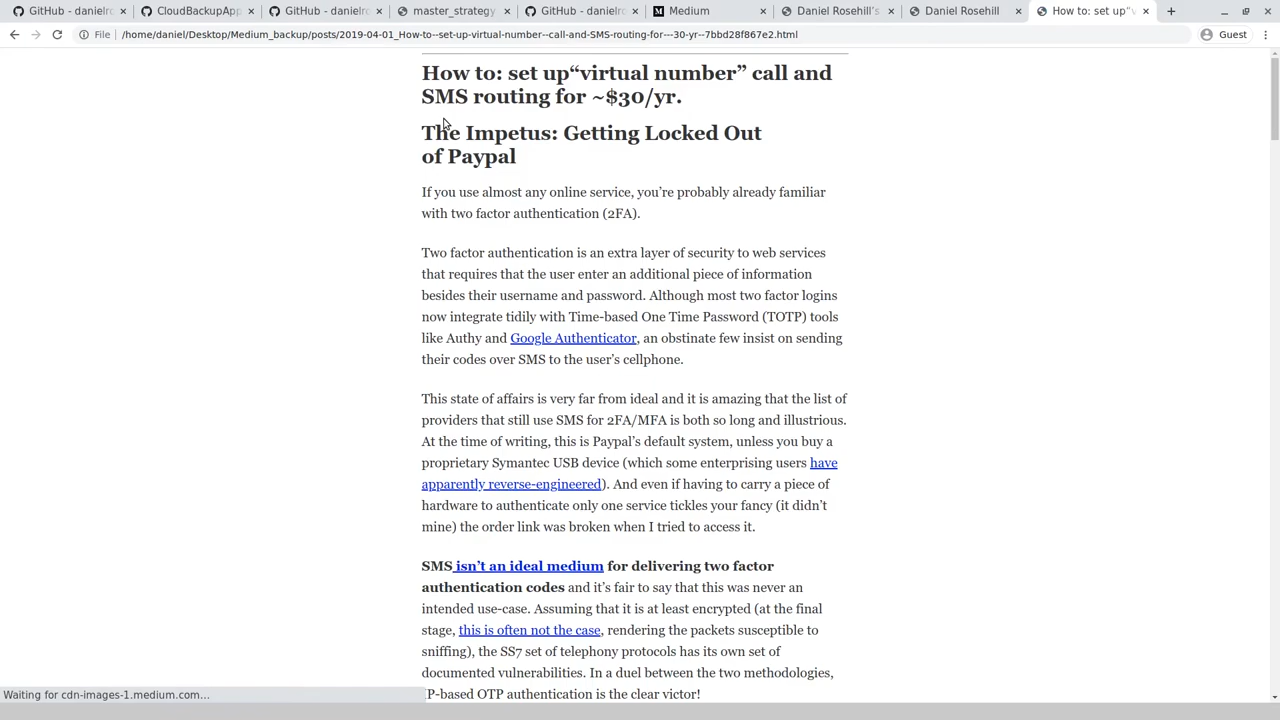 GitHub - danielro
CloudBackupApp
GitHub - danielro
master_strategy
GitHub - danielro
Medium
Daniel Rosehill's
Daniel Rosehill
How to: set up“v
File
/home/daniel/Desktop/Medium_backup/posts/2019-04-01_How-to--set-up-virtual-number--call-and-SMS-routing-for---30-yr--7bbd28f867e2.html
Guest
How to: set up“virtual number” call and
SMS routing for ~$30/yr.
The Impetus: Getting Locked Out
of Paypal
If you use almost any online service, you’re probably already familiar
with two factor authentication (2FA).
Two factor authentication is an extra layer of security to web services
that requires that the user enter an additional piece of information
besides their username and password. Although most two factor logins
now integrate tidily with Time-based One Time Password (TOTP) tools
like Authy and Google Authenticator, an obstinate few insist on sending
their codes over SMS to the user’s cellphone.
This state of affairs is very far from ideal and it is amazing that the list of
providers that still use SMS for 2FA/MFA is both so long and illustrious.
At the time of writing, this is Paypal’s default system, unless you buy a
proprietary Symantec USB device (which some enterprising users have
apparently reverse-engineered). And even if having to carry a piece of
hardware to authenticate only one service tickles your fancy (it didn’t
mine) the order link was broken when I tried to access it.
SMS isn’t an ideal medium for delivering two factor
authentication codes and it’s fair to say that this was never an
intended use-case. Assuming that it is at least encrypted (at the final
stage, this is often not the case, rendering the packets susceptible to
sniffing), the SS7 set of telephony protocols has its own set of
documented vulnerabilities. In a duel between the two methodologies,
IP-based OTP authentication is the clear victor!
Waiting for cdn-images-1.medium.com...